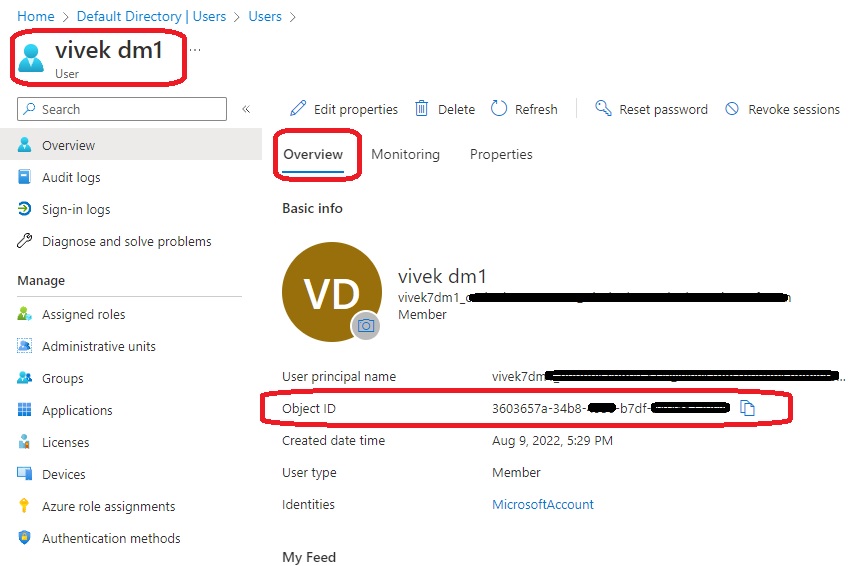 Home > Default Directory | Users > Users >
vivek dm1 ...
User
Search «
Edit properties Delete Refresh Reset password Revoke sessions
Overview
Audit logs
Sign-in logs
Diagnose and solve problems
Manage
Assigned roles
Administrative units
Groups
Applications
Licenses
Devices
Azure role assignments
Authentication methods
Overview Monitoring Properties
Basic info
VD
vivek dm1
vivek7dm1_
Member
User principal name vivek7dm
Object ID 3603657a-34b8- -b7df-
Created date time Aug 9, 2022, 5:29 PM
User type Member
Identities MicrosoftAccount
My Feed